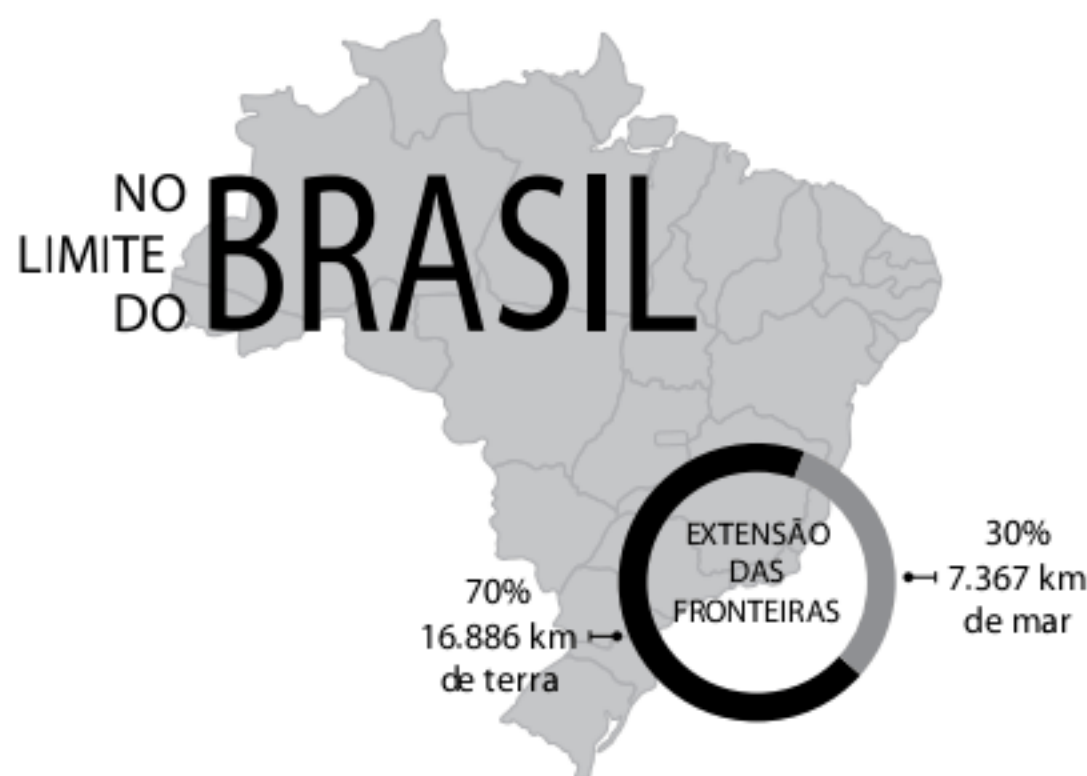 NO
LIMITE
DO
BRASIL
EXTENSÃO
DAS
FRONTEIRAS
30%
7.367 km
de mar
70%
16.886 km
de terra